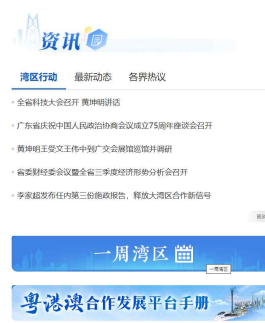 资讯
湾区行动 最新动态 各界热议
全省科技大会召开 黄坤明讲话
广东省庆祝中国人民政治协商会议成立75周年座谈会召开
黄坤明王受文王伟中到广交会展馆巡馆并调研
省委财经委会议暨全省三季度经济形势分析会召开
李家超发布任内第三份施政报告，释放大湾区合作新信号
一周湾区
一周湾区
粤港澳合作发展平台手册